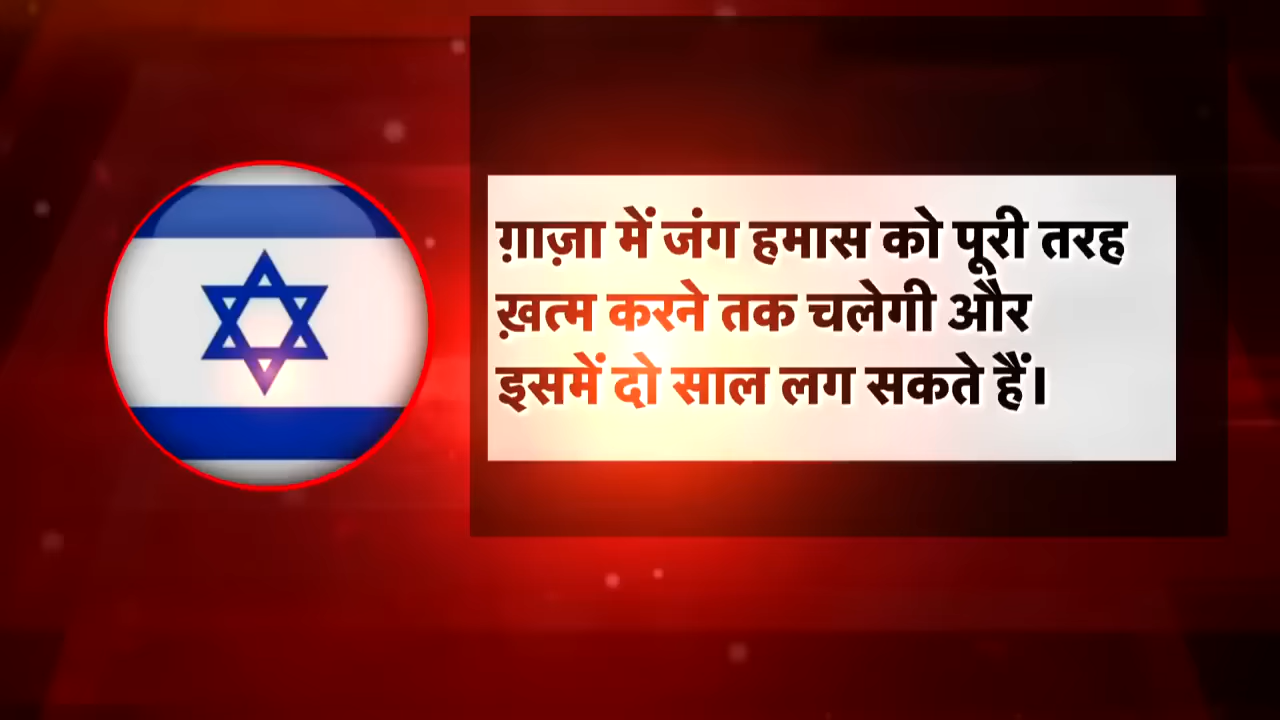 ग़ाज़ा में जंग हमास को पूरी तरह
ख़त्म करने तक चलेगी और
इसमें दो साल लग सकते हैं।